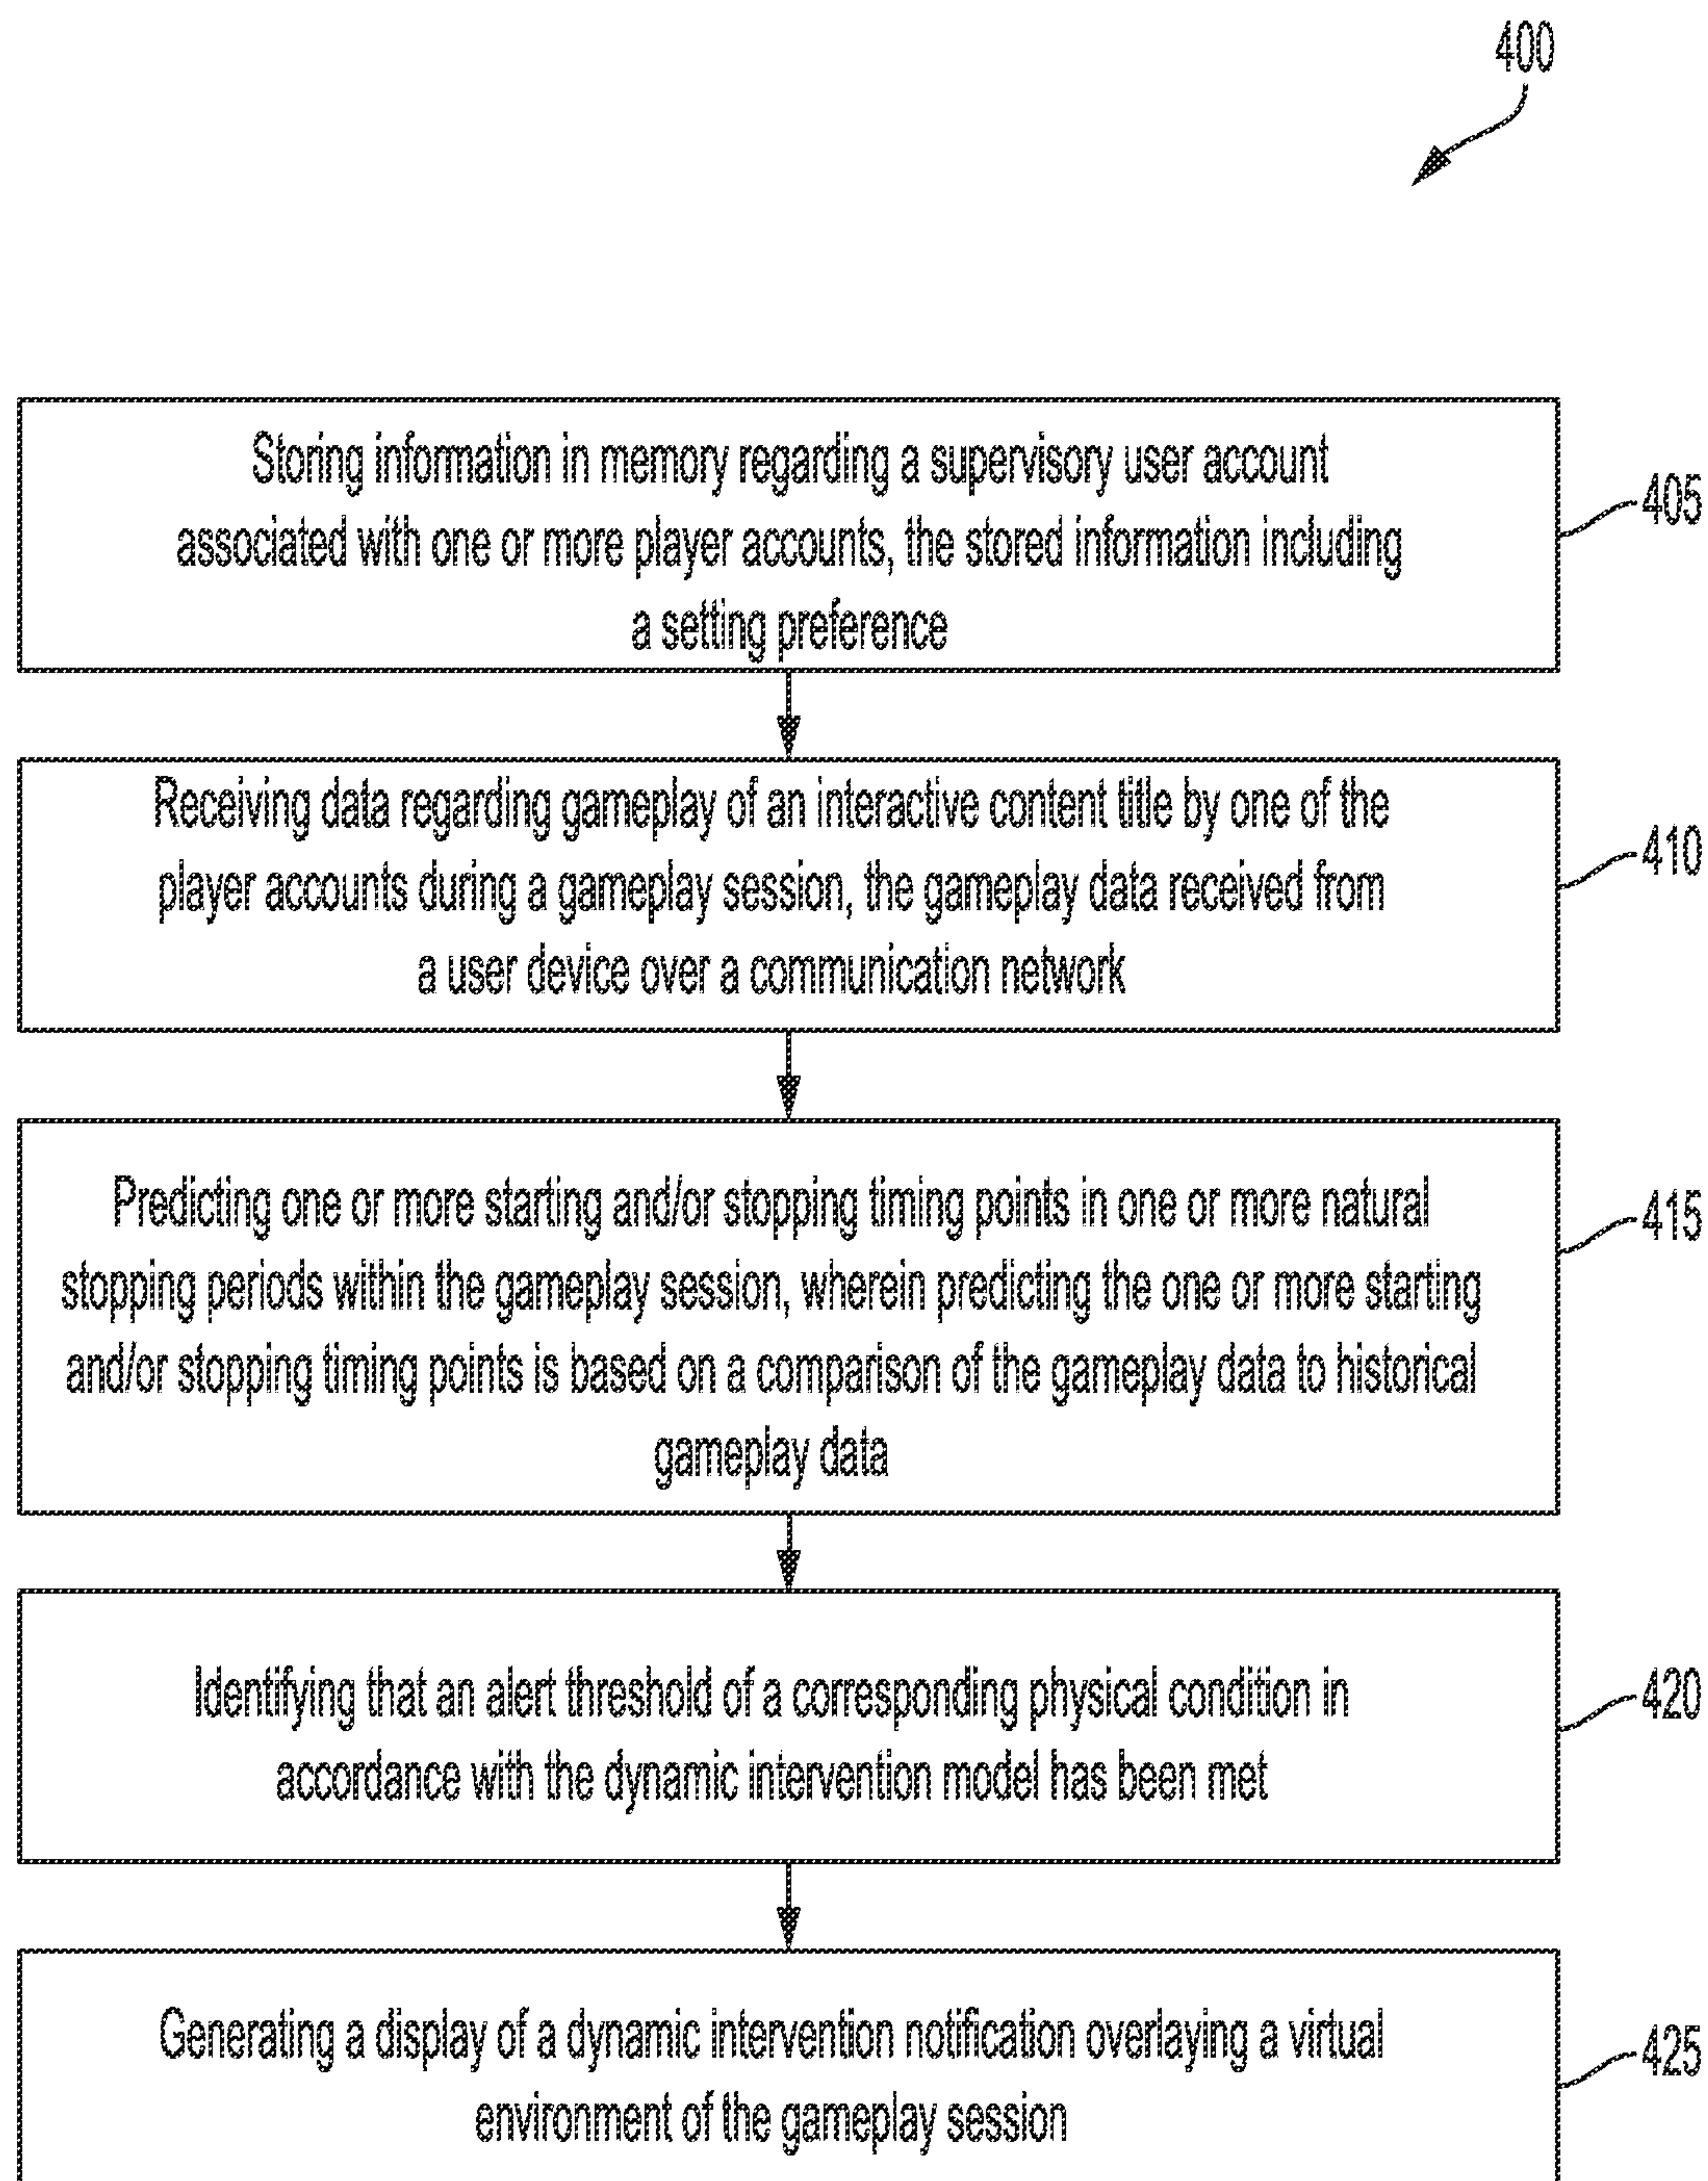 400
Storing information in memory regarding a supervisory user account
associated with one or more player accounts, the stored information including
a setting preference
405
Receiving data regarding gameplay of an interactive content title by one of the
player accounts during a gameplay session, the gameplay data received from
a user device over a communication network
410
Predicting one or more starting and/or stopping timing points in one or more natural
stopping periods within the gameplay session, wherein predicting the one or more starting
and/or stopping timing points is based on a comparison of the gameplay data to historical
gameplay data
415
Identifying that an alert threshold of a corresponding physical condition in
accordance with the dynamic intervention model has been met
420
Generating a display of a dynamic intervention notification overlaying a virtual
environment of the gameplay session
425